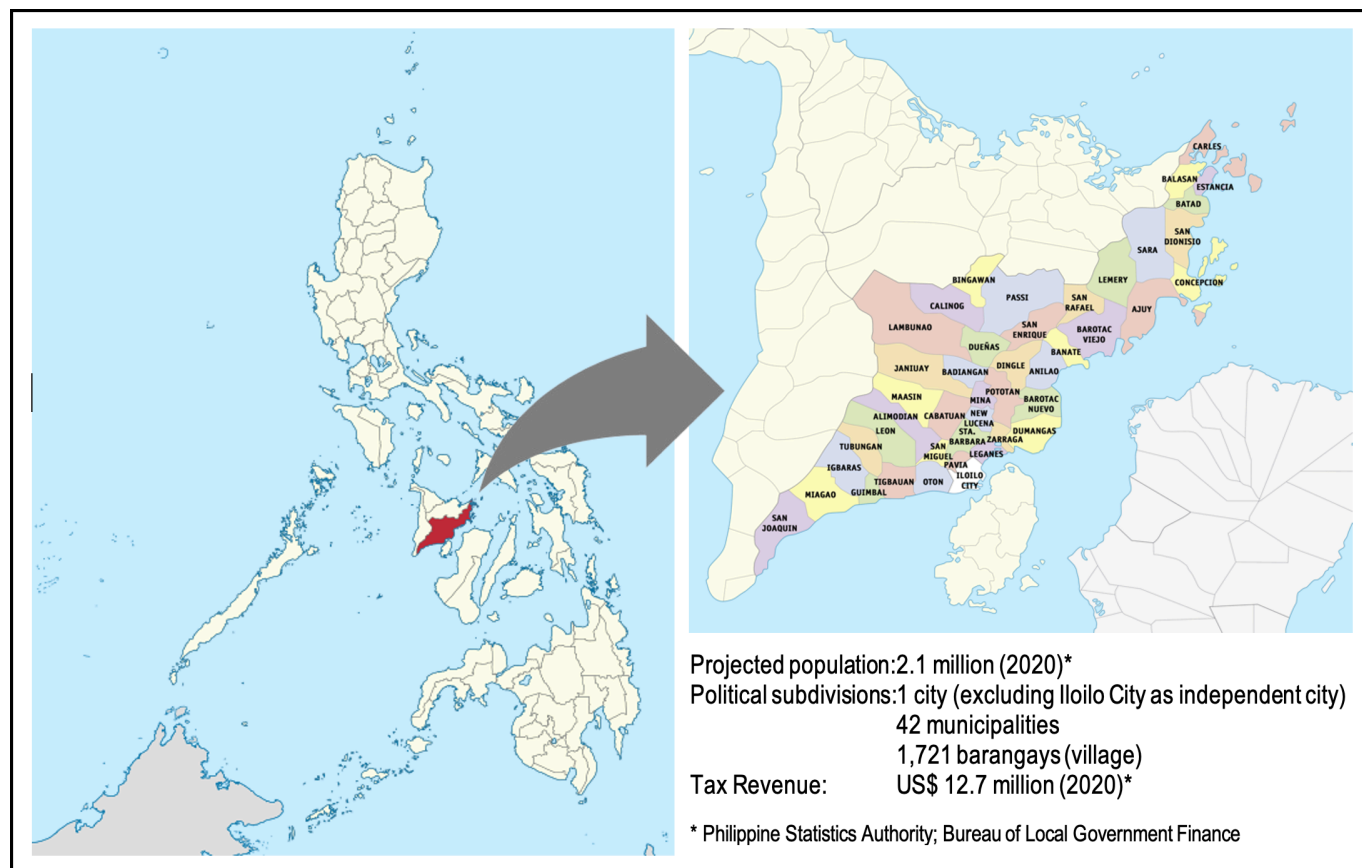 CARLES
BALASAN
ESTANCIA
BATAD
SAN
DIONISIO
SARA
LEMERY
CONCEPCION
BINGAWAN
CALINOG
PASSI
SAN
RAFAEL
AJUY
LAMBUNAO
SAN
ENRIQUE
BAROTAC
VIEJO
DUEÑAS
BANATE
JANIUAY
BADIANGAN
DINGLE
ANILAO
MAASIN
MINA
POTOTAN
BAROTAC
NUEVO
ALIMODIAN
CABATUAN
NEW
LUCENA
LEON
STA.
BARBARA
ZARRAGA
DUMANGAS
TUBUNGAN
SAN
MIGUEL
LEGANES
IGBARAS
PAVIA
ILOILO
CITY
MIAGAO
GUIMBAL
TIGBAUAN
OTON
SAN
JOAQUIN
Projected population:2.1 million (2020)*
Political subdivisions:1 city (excluding Iloilo City as independent city)
42 municipalities
1,721 barangays (village)
Tax Revenue: US$ 12.7 million (2020)*
* Philippine Statistics Authority; Bureau of Local Government Finance